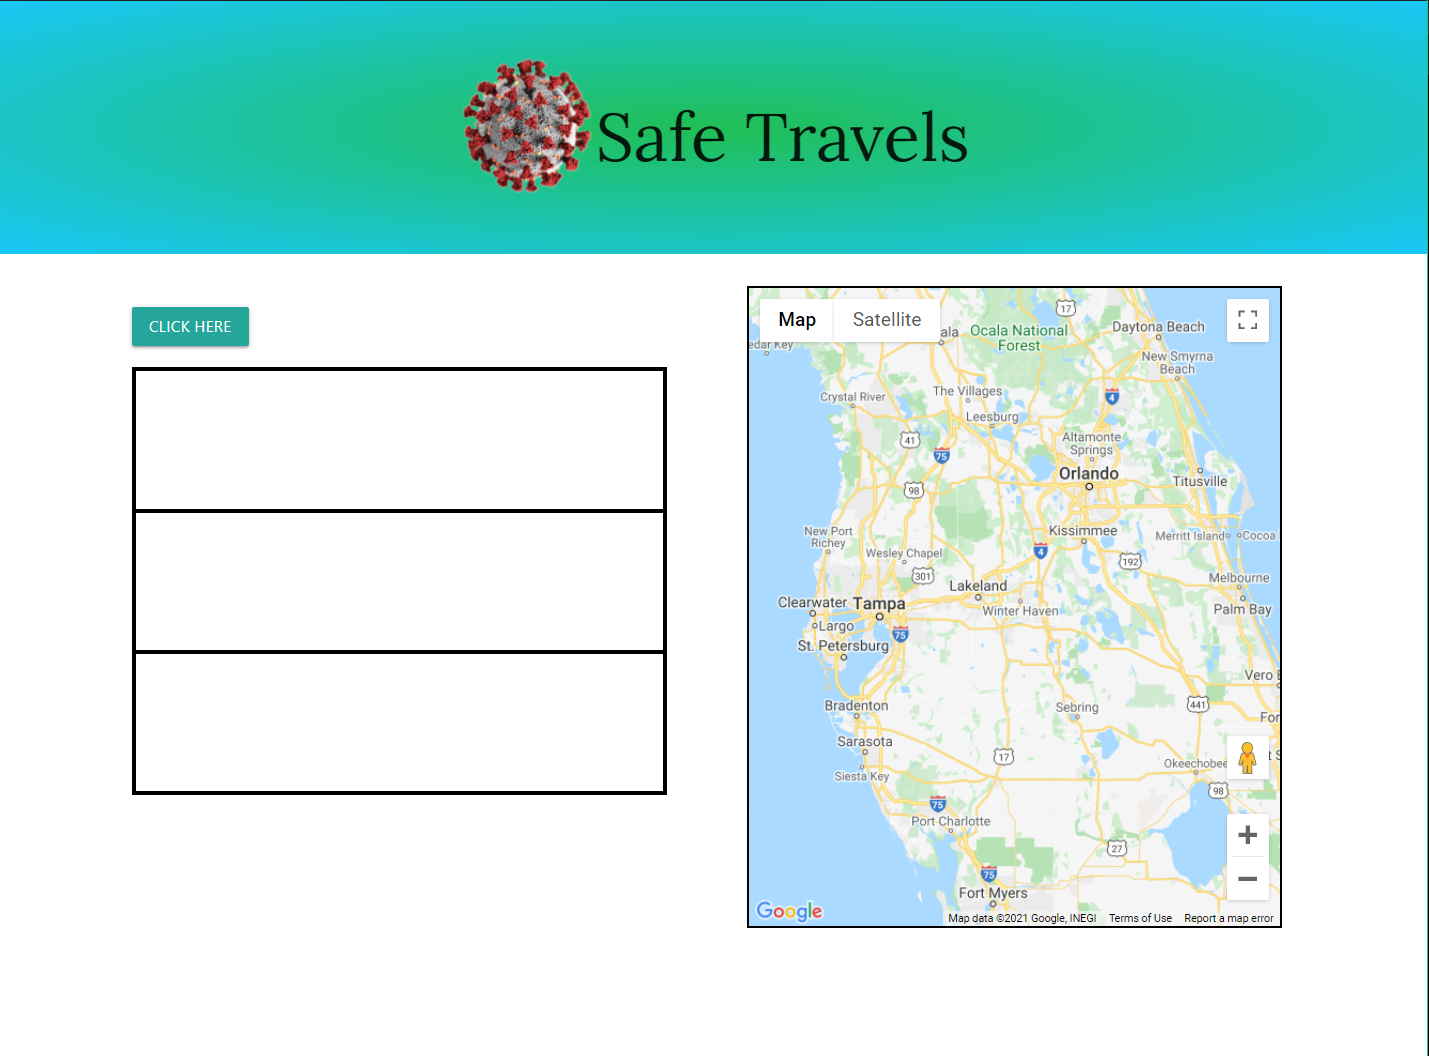 Safe Travels
CLICK HERE
Map
Satellite
17
Ocala National
Forest
Daytona Beach
New Smyrna
Beach
Crystal River
The Villages
4
Leesburg
41
Altamonte
Springs
75
Orlando
98
Titusville
New Port
Richey
Kissimmee
Merritt Island
Cocoa
Wesley Chapel
4
192
301
Lakeland
Melbourne
Clearwater
Tampa
Winter Haven
Palm Bay
Largo
75
St. Petersburg
Vero
Bradenton
Sebring
441
Sarasota
17
Siesta Key
Okeechobee
98
75
Port Charlotte
27
75
Fort Myers
Google
Map data ©2021 Google, INEGI
Terms of Use
Report a map error